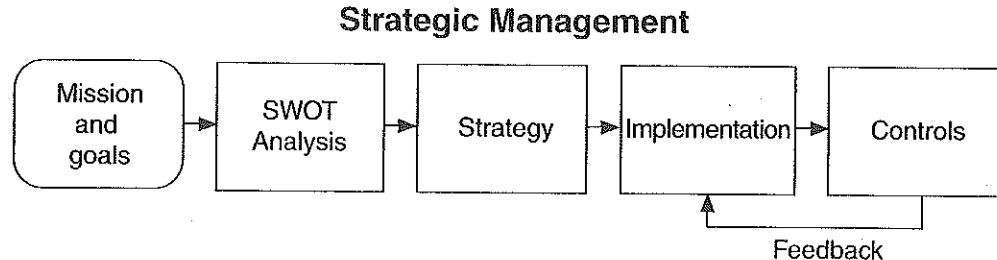 Strategic Management
Mission
and
goals
SWOT
Analysis
Strategy
Implementation
Controls
Feedback